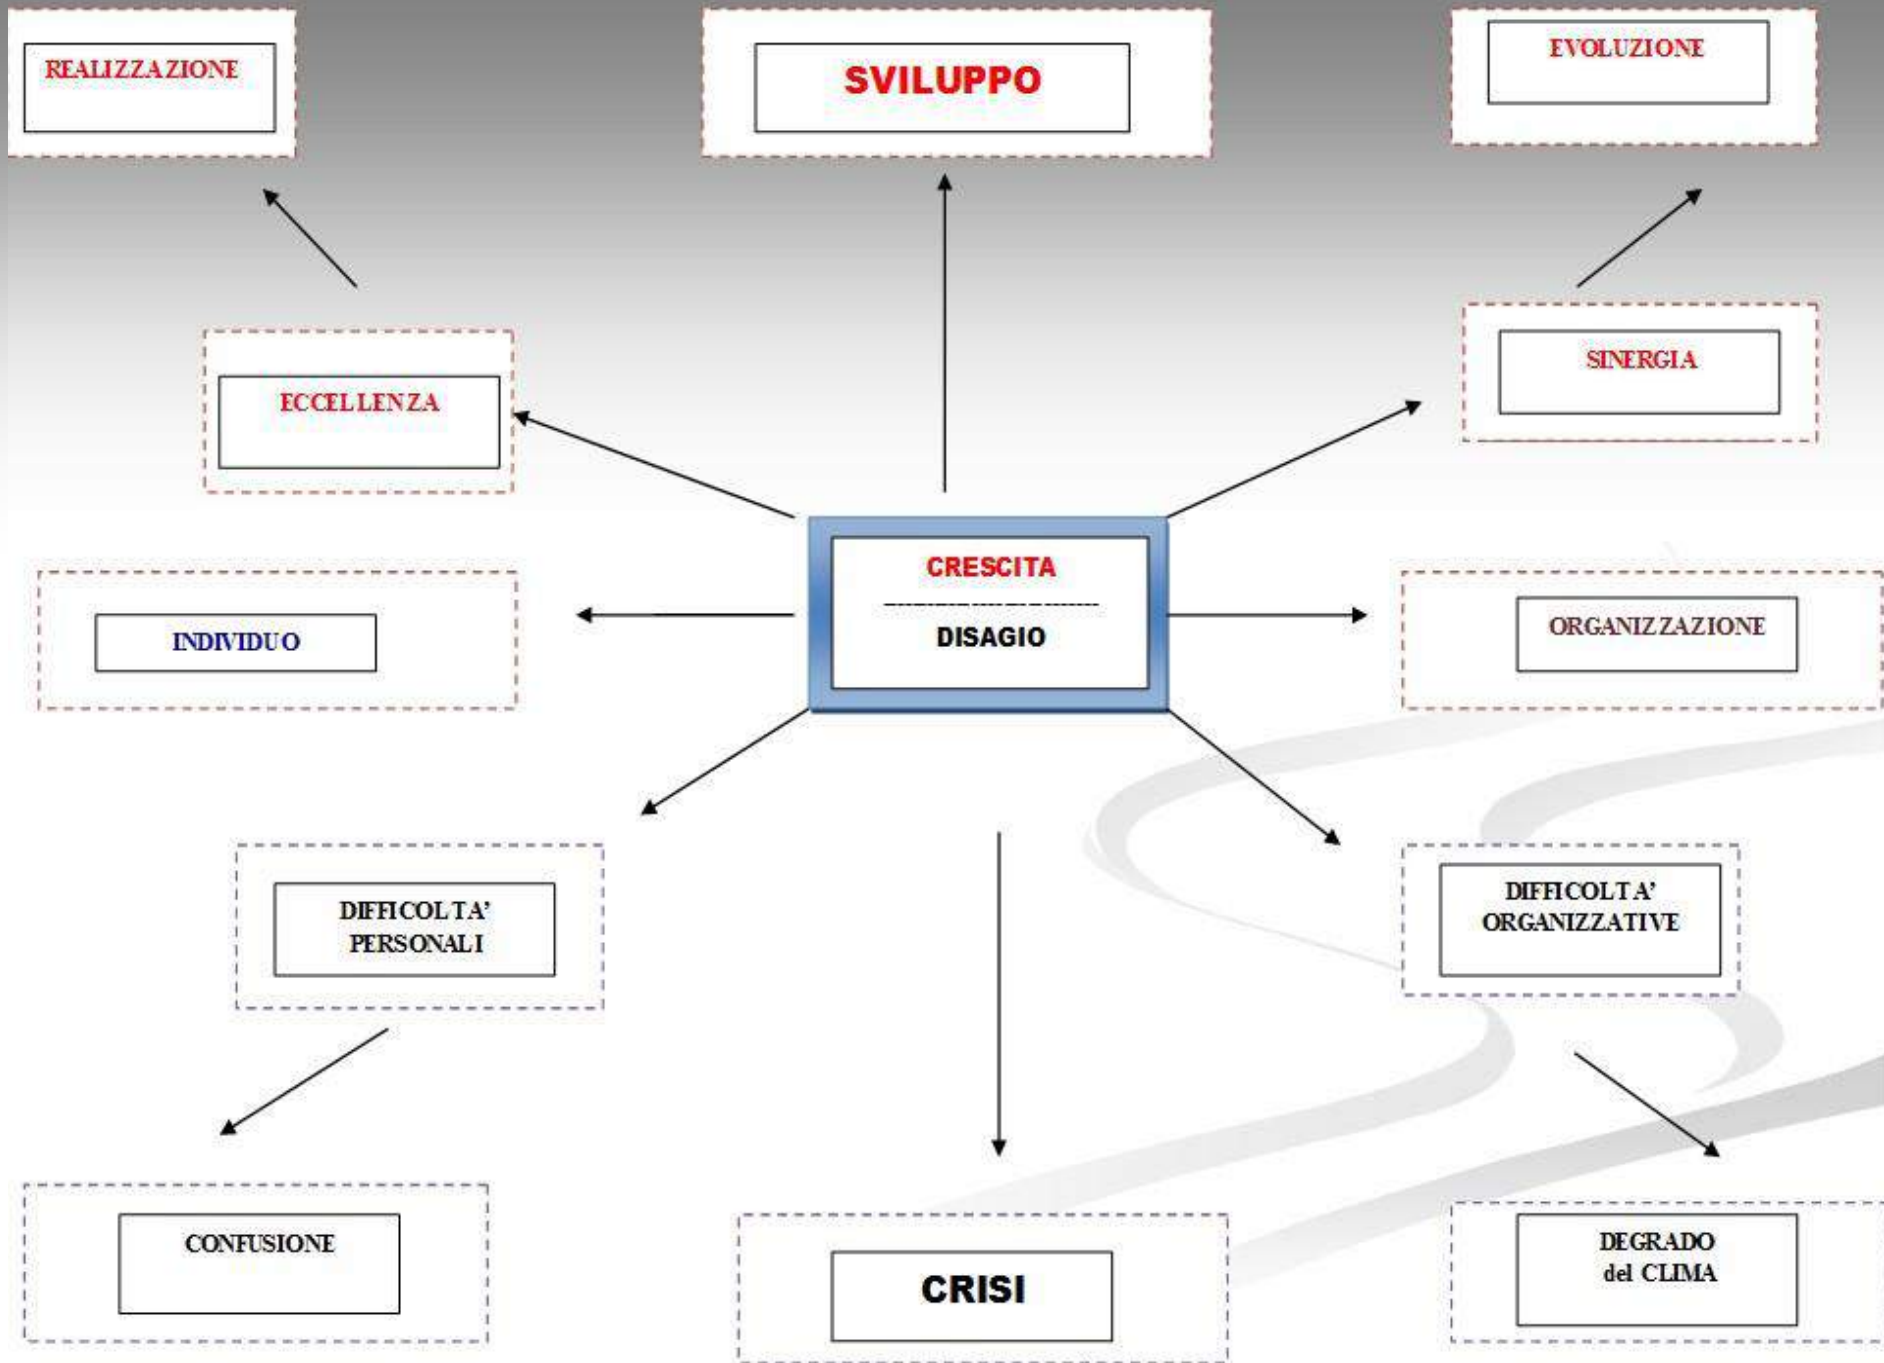 REALIZZAZIONE
SVILUPPO
EVOLUZIONE
ECCELLENZA
SINERGIA
CRESCITA
DISAGIO
INDIVIDUO
ORGANIZZAZIONE
DIFFICOLTA’
PERSONALI
DIFFICOLTA’
ORGANIZZATIVE
CONFUSIONE
CRISI
DEGRADO
del CLIMA